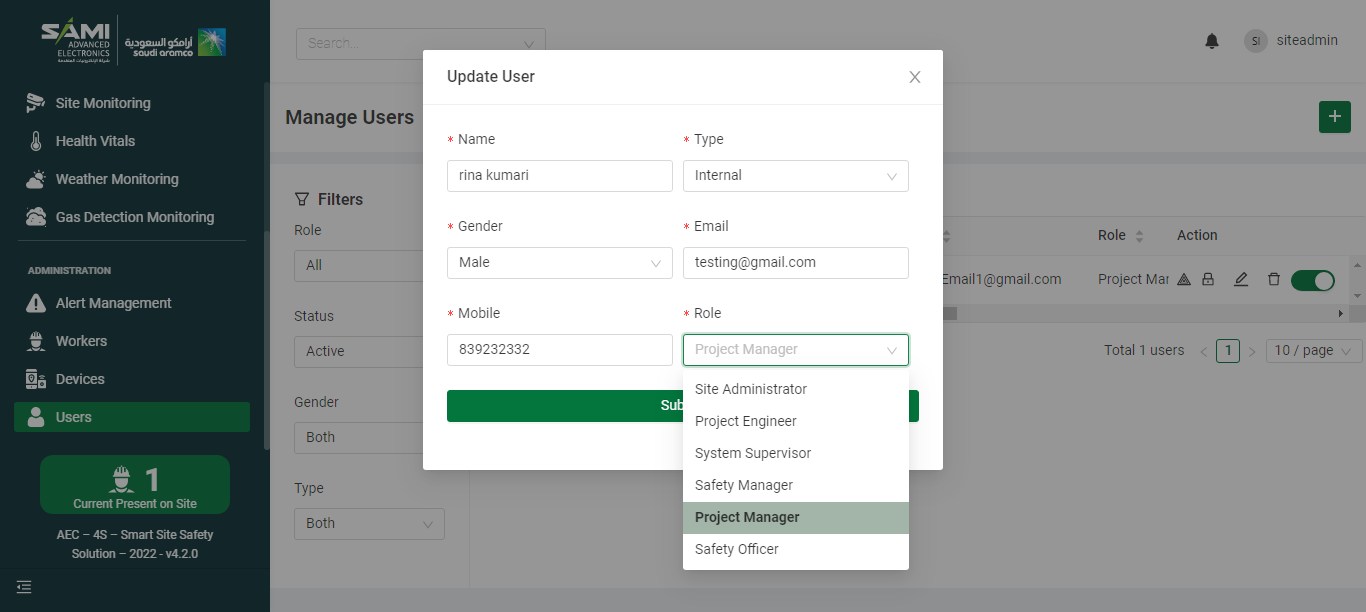 SAMI
ADVANCED
ELECTRONICS
أرامكو السعودية
saudi aramco
Site Monitoring
Health Vitals
Weather Monitoring
Gas Detection Monitoring
ADMINISTRATION
Alert Management
Workers
Devices
Users
1
Current Present on Site
AEC – 4S – Smart Site Safety
Solution – 2022 - v4.2.0
Search...
SI
siteadmin
Manage Users
+
Filters
Role
All
Status
Active
Gender
Both
Type
Both
Role
Action
Email1@gmail.com
Project Mar
Total 1 users
1
10 / page
Update User
* Name
* Type
rina kumari
Internal
* Gender
* Email
Male
testing@gmail.com
* Mobile
* Role
839232332
Project Manager
Sub
Site Administrator
Project Engineer
System Supervisor
Safety Manager
Project Manager
Safety Officer